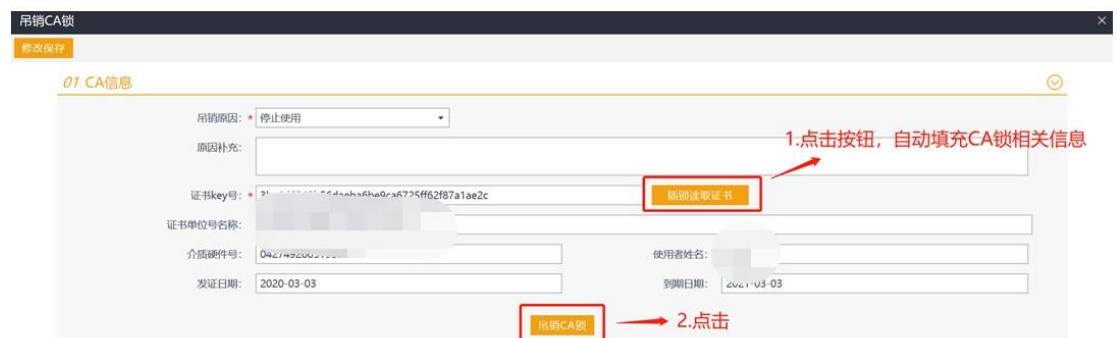 吊销CA锁
修改保存
01 CA信息
吊销原因: * 停止使用
原因补充:
1.点击按钮，自动填充CA锁相关信息
证书key号: * ff62f87a1ae2c
插锁读取证书
证书单位号名称:
介质硬件号:
使用者姓名:
发证日期: 2020-03-03
到期日期: 2021-03-03
吊销CA锁
2.点击